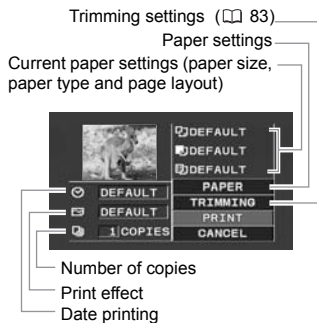 Trimming settings (83)
Paper settings
Current paper settings (paper size,
paper type and page layout)
DEFAULT
DEFAULT
DEFAULT
DEFAULT
PAPER
TRIMMING
DEFAULT
PRINT
1 COPIES
CANCEL
Number of copies
Print effect
Date printing